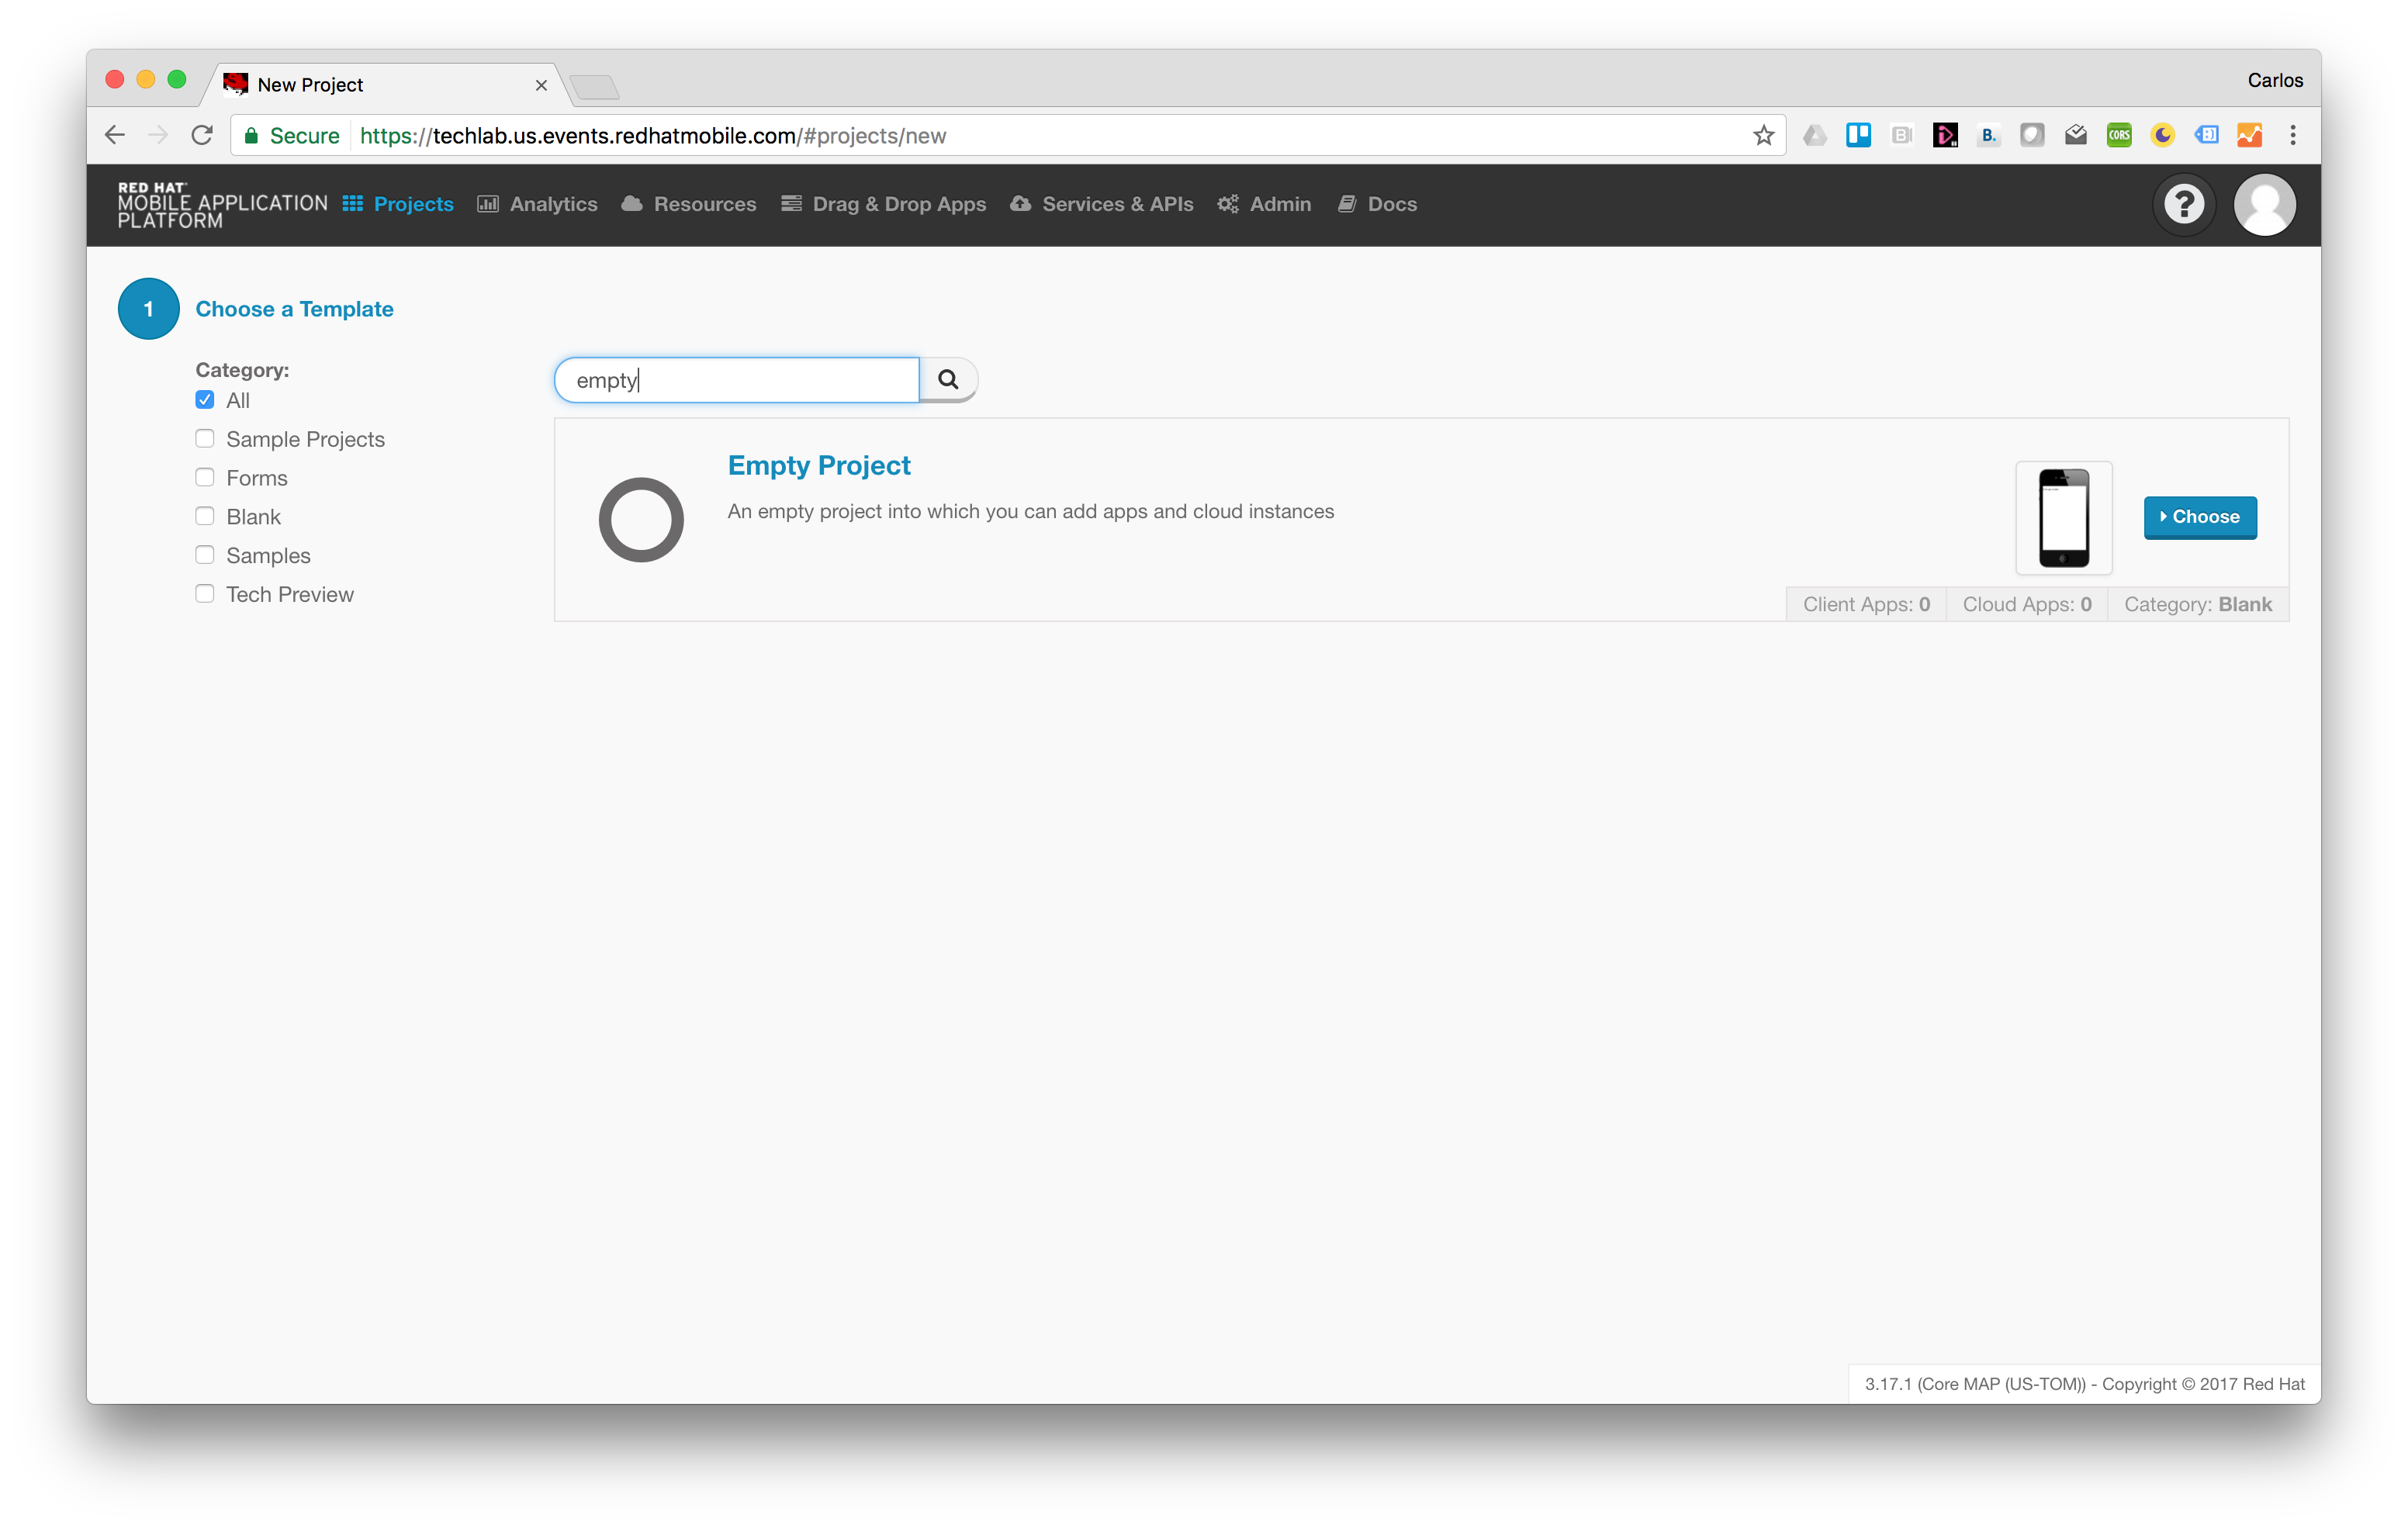 New Project
Carlos
Secure https://techlab.us.events.redhatmobile.com/#projects/new
B.
CORS
RED HAT
MOBILE APPLICATION
PLATFORM
Projects Analytics Resources Drag & Drop Apps Services & APIs Admin Docs
?
1 Choose a Template
Category:
All
Sample Projects
Forms
Blank
Samples
Tech Preview
empty
Empty Project
An empty project into which you can add apps and cloud instances
Choose
Client Apps: 0 Cloud Apps: 0 Category: Blank
3.17.1 (Core MAP (US-TOM)) - Copyright © 2017 Red Hat